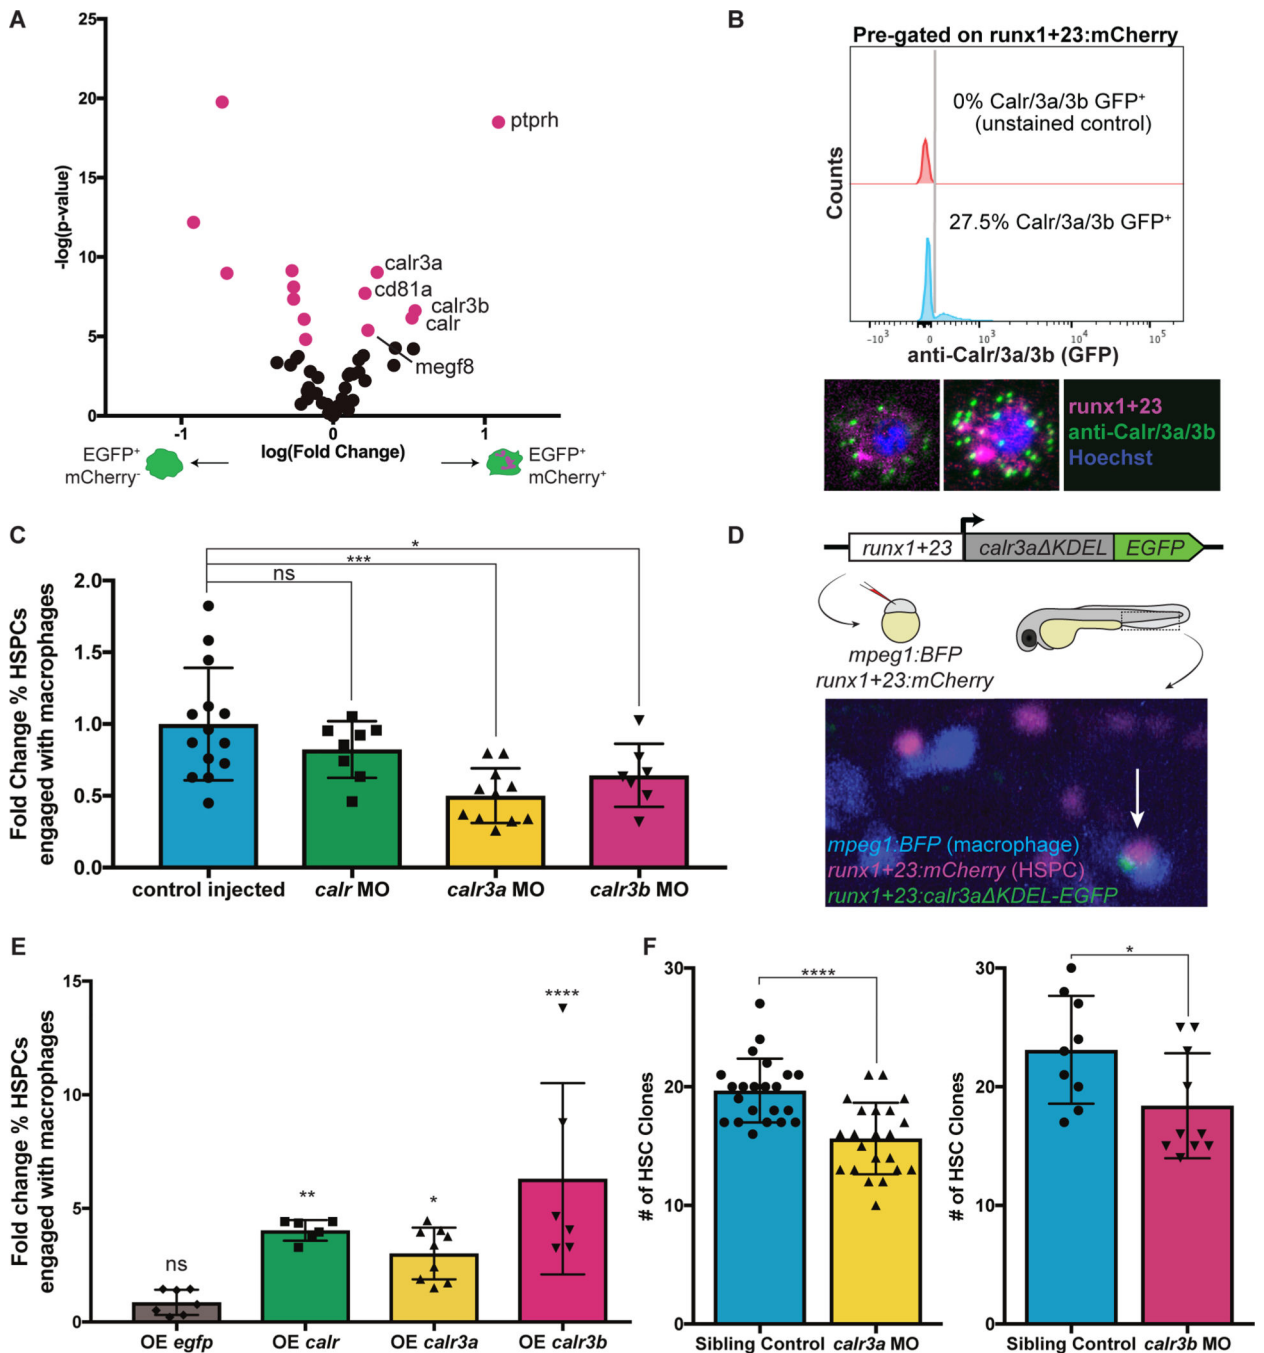 A
25
20
15
10
5
0
-log(p-value)
ptprh
calr3a
cd81a
calr3b
calr
megf8
-1
0
1
log(Fold Change)
EGFP⁺
mCherry⁻
EGFP⁺
mCherry⁺
B
Pre-gated on runx1+23:mCherry
0% Calr/3a/3b GFP⁺
(unstained control)
27.5% Calr/3a/3b GFP⁺
Counts
-10³
0
10³
10⁴
10⁵
anti-Calr/3a/3b (GFP)
runx1+23
anti-Calr/3a/3b
Hoechst
C
*
***
ns
2.0
1.5
1.0
0.5
0.0
Fold Change % HSPCs
engaged with macrophages
control injected
calr MO
calr3a MO
calr3b MO
D
runx1+23
calr3aΔKDEL
EGFP
mpeg1:BFP
runx1+23:mCherry
mpeg1:BFP (macrophage)
runx1+23:mCherry (HSPC)
runx1+23:calr3aΔKDEL-EGFP
E
15
10
5
0
Fold change % HSPCs
engaged with macrophages
ns
**
*
****
OE egfp
OE calr
OE calr3a
OE calr3b
F
30
20
10
0
# of HSC Clones
****
Sibling Control
calr3a MO
30
20
10
0
# of HSC Clones
*
Sibling Control
calr3b MO